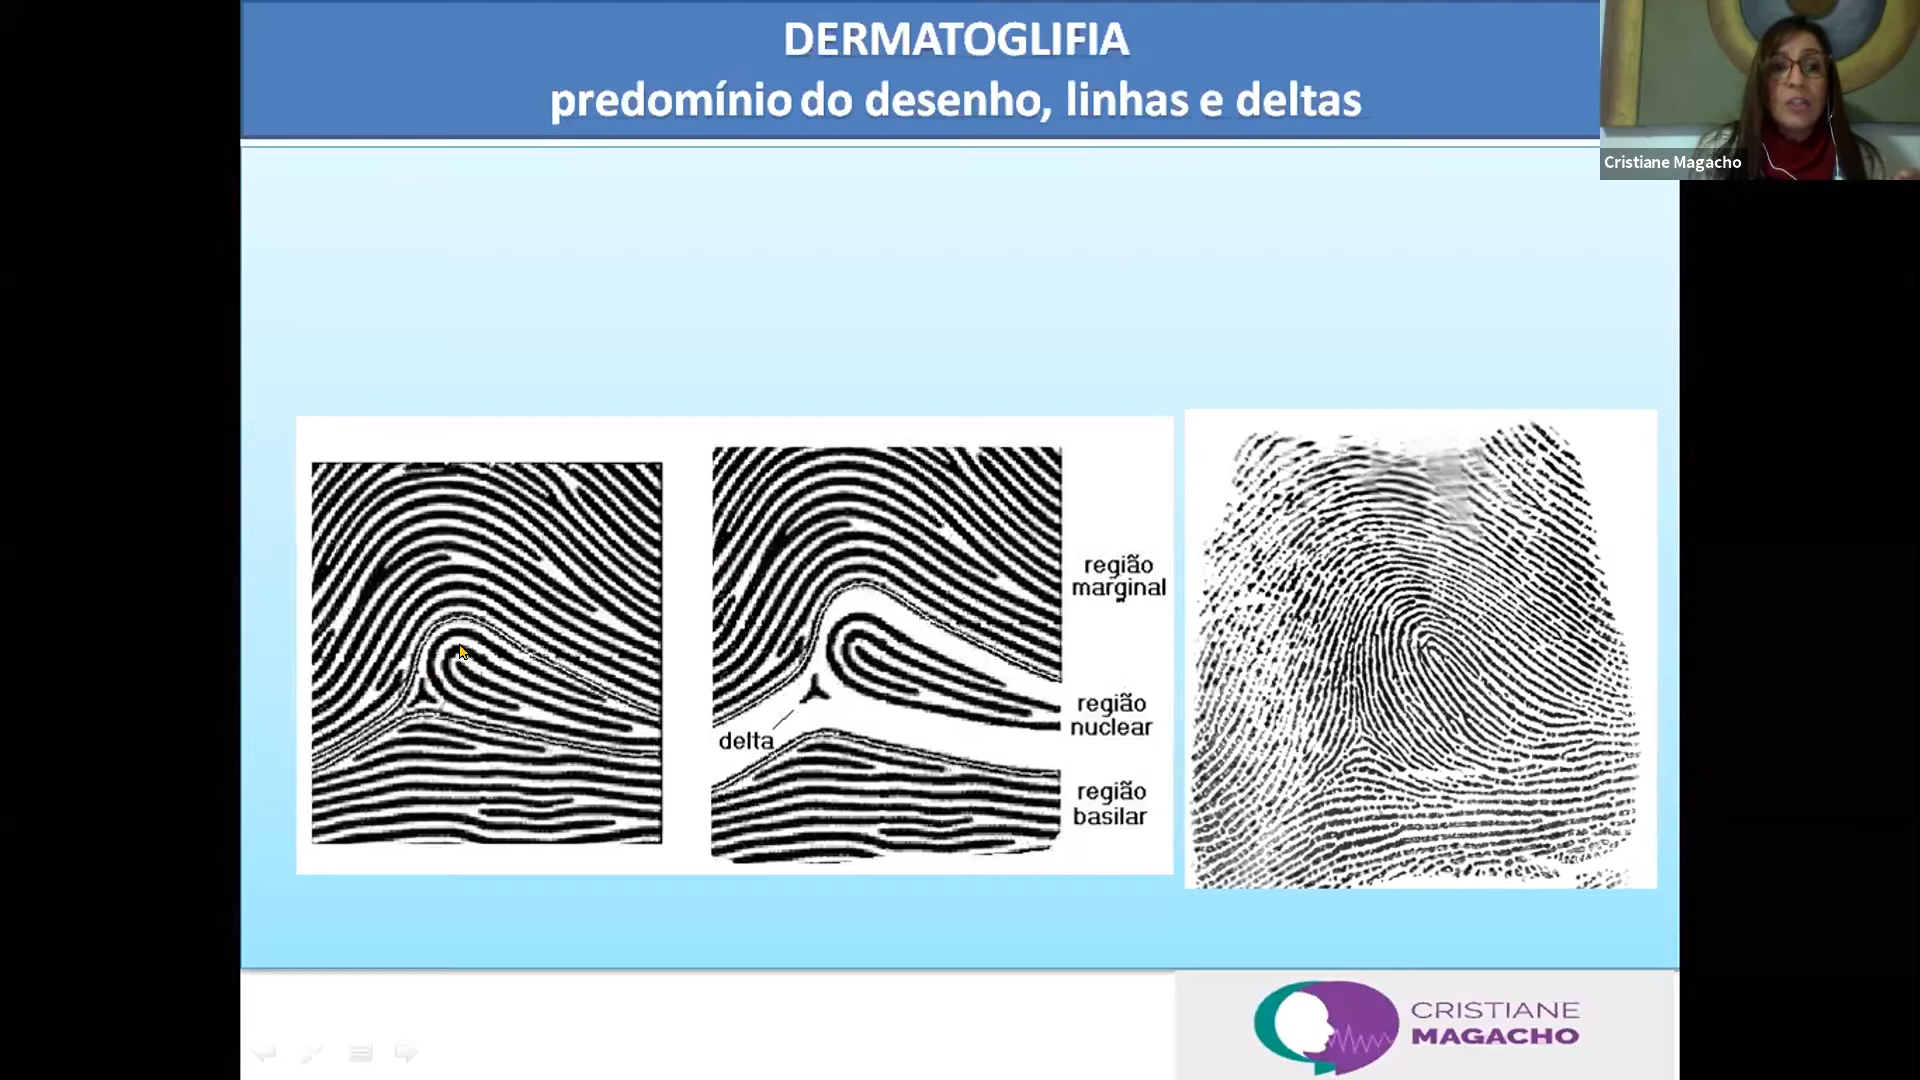 DERMATOGLIFIA
predomínio do desenho, linhas e deltas
Cristiane Magacho
região
marginal
região
nuclear
delta
região
basilar
CRISTIANE
MAGACHO